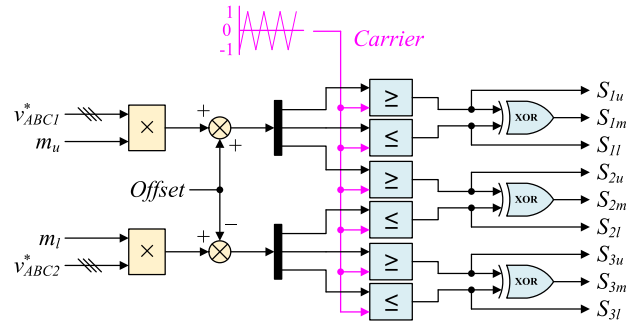 1
0
-1
Carrier
v*ABC1
mu
×
+
+
Offset
−
+
ml
v*ABC2
×
≥
≤
≥
≤
≥
≤
XOR
XOR
XOR
S1u
S1m
S1l
S2u
S2m
S2l
S3u
S3m
S3l